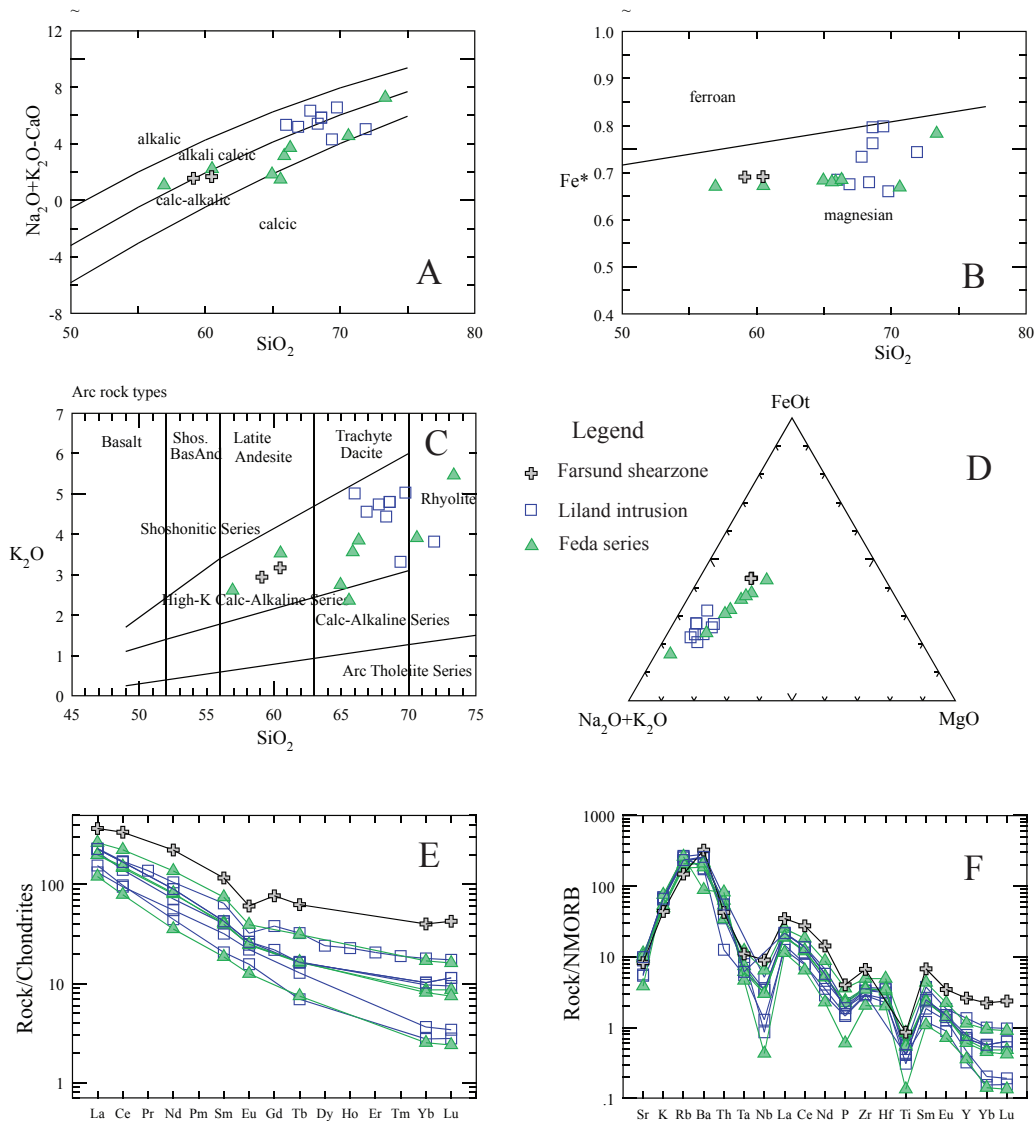 ~
12
8
4
0
-4
-8
50
60
70
80
Na2O+K2O-CaO
SiO2
alkalic
alkali calcic
calc-alkalic
calcic
A
~
1.0
0.9
0.8
0.7
0.6
0.5
0.4
50
60
70
80
Fe*
SiO2
ferroan
magnesian
B
Arc rock types
7
6
5
4
3
2
1
0
45
50
55
60
65
70
75
K2O
SiO2
Basalt
Shos.
BasAnd
Latite
Andesite
Trachyte
Dacite
Rhyolite
Shoshonitic Series
High-K Calc-Alkaline Series
Calc-Alkaline Series
Arc Tholeiite Series
C
Legend
Farsund shearzone
Liland intrusion
Feda series
FeOt
Na2O+K2O
MgO
D
100
10
1
Rock/Chondrites
La Ce Pr Nd Pm Sm Eu Gd Tb Dy Ho Er Tm Yb Lu
E
1000
100
10
1
.1
Rock/NMORB
Sr K Rb Ba Th Ta Nb La Ce Nd P Zr Hf Ti Sm Eu Y Yb Lu
F